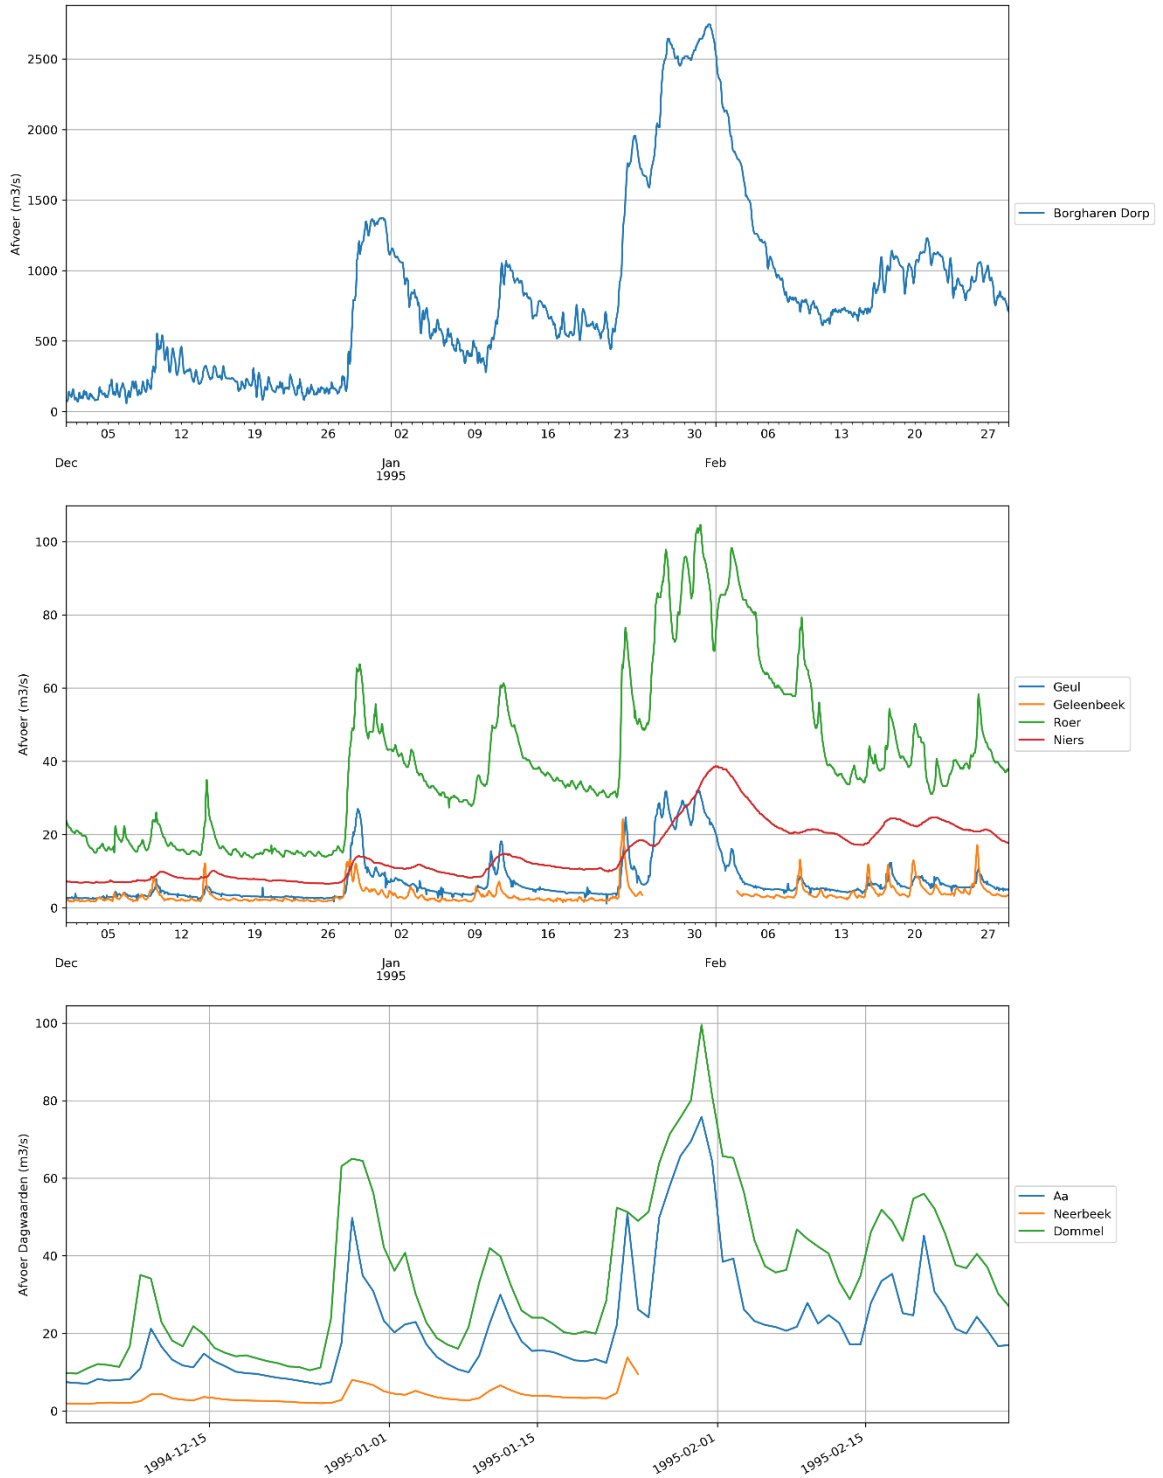 2500
2000
1500
1000
500
0
Afvoer (m3/s)
05 12 19 26 02 09 16 23 30 06 13 20 27
Dec Jan Feb
1995
Borgharen Dorp
100
80
60
40
20
0
Afvoer (m3/s)
05 12 19 26 02 09 16 23 30 06 13 20 27
Dec Jan Feb
1995
Geul
Geleenbeek
Roer
Niers
100
80
60
40
20
0
Afvoer Dagwaarden (m3/s)
1994-12-15 1995-01-01 1995-01-15 1995-02-01 1995-02-15
Aa
Neerbeek
Dommel